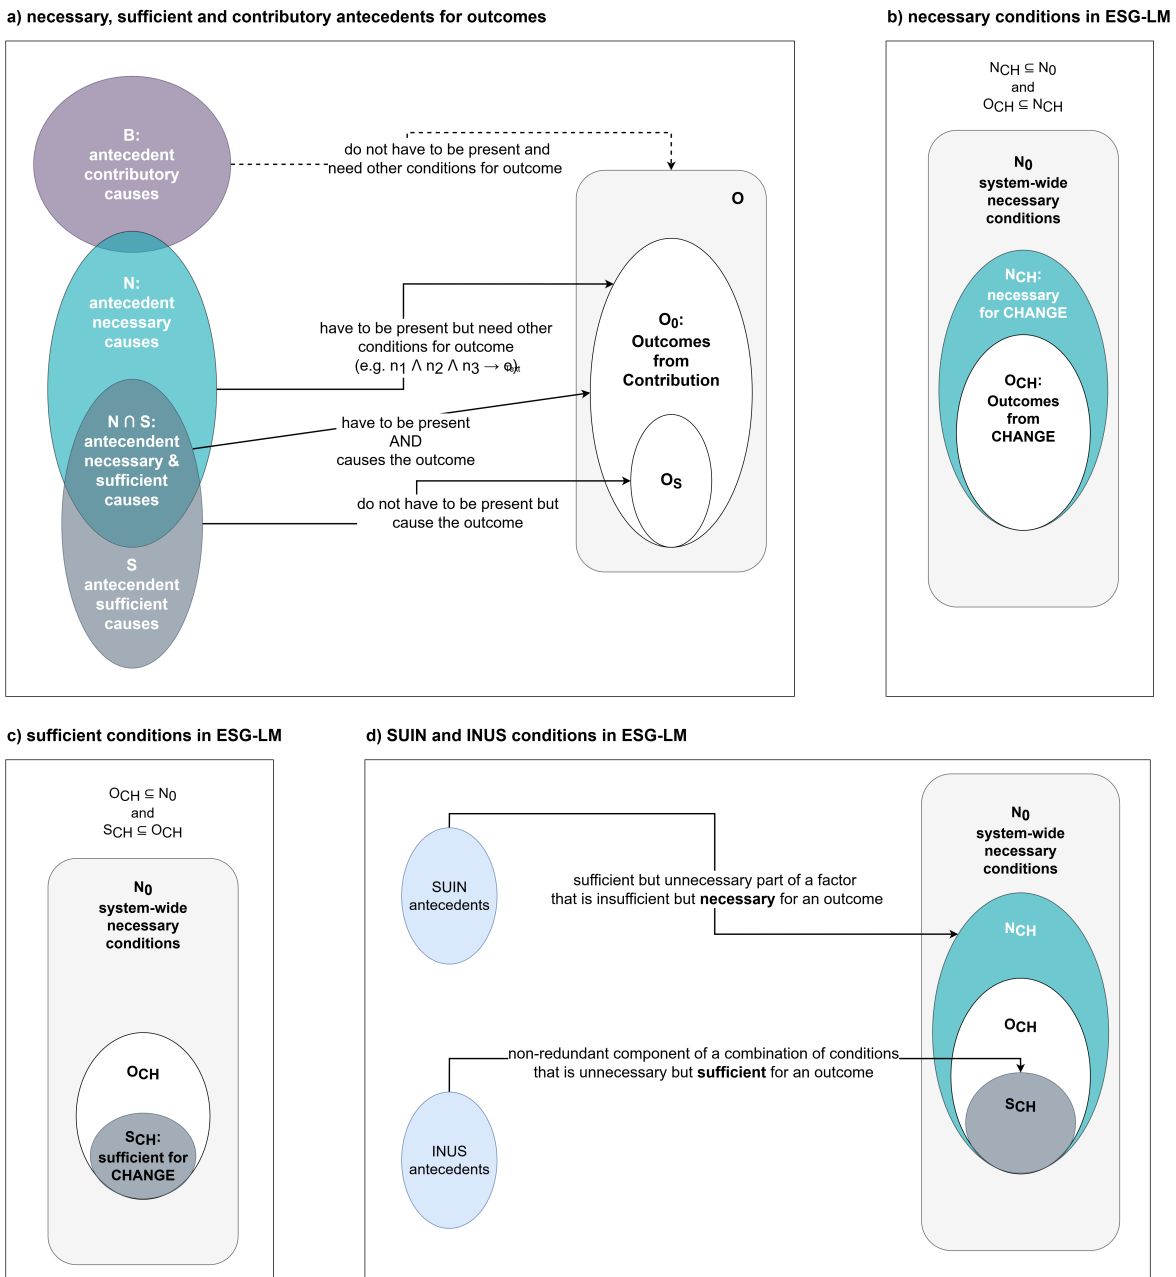 a) necessary, sufficient and contributory antecedents for outcomes
B:
antecedent
contributory
causes
do not have to be present and
need other conditions for outcome
O
N:
antecedent
necessary
causes
have to be present but need other
conditions for outcome
(e.g. n1 Λ n2 Λ n3 → o)
O0:
Outcomes
from
Contribution
N ∩ S:
antecendent
necessary &
sufficient
causes
have to be present
AND
causes the outcome
OS
do not have to be present but
cause the outcome
S
antecendent
sufficient
causes
b) necessary conditions in ESG-LM
NCH ⊆ N0
and
OCH ⊆ NCH
N0
system-wide
necessary
conditions
NCH:
necessary
for CHANGE
OCH:
Outcomes
from
CHANGE
c) sufficient conditions in ESG-LM
OCH ⊆ N0
and
SCH ⊆ OCH
N0
system-wide
necessary
conditions
OCH
SCH:
sufficient for
CHANGE
d) SUIN and INUS conditions in ESG-LM
SUIN
antecedents
sufficient but unnecessary part of a factor
that is insufficient but necessary for an outcome
INUS
antecedents
non-redundant component of a combination of conditions
that is unnecessary but sufficient for an outcome
N0
system-wide
necessary
conditions
NCH
OCH
SCH